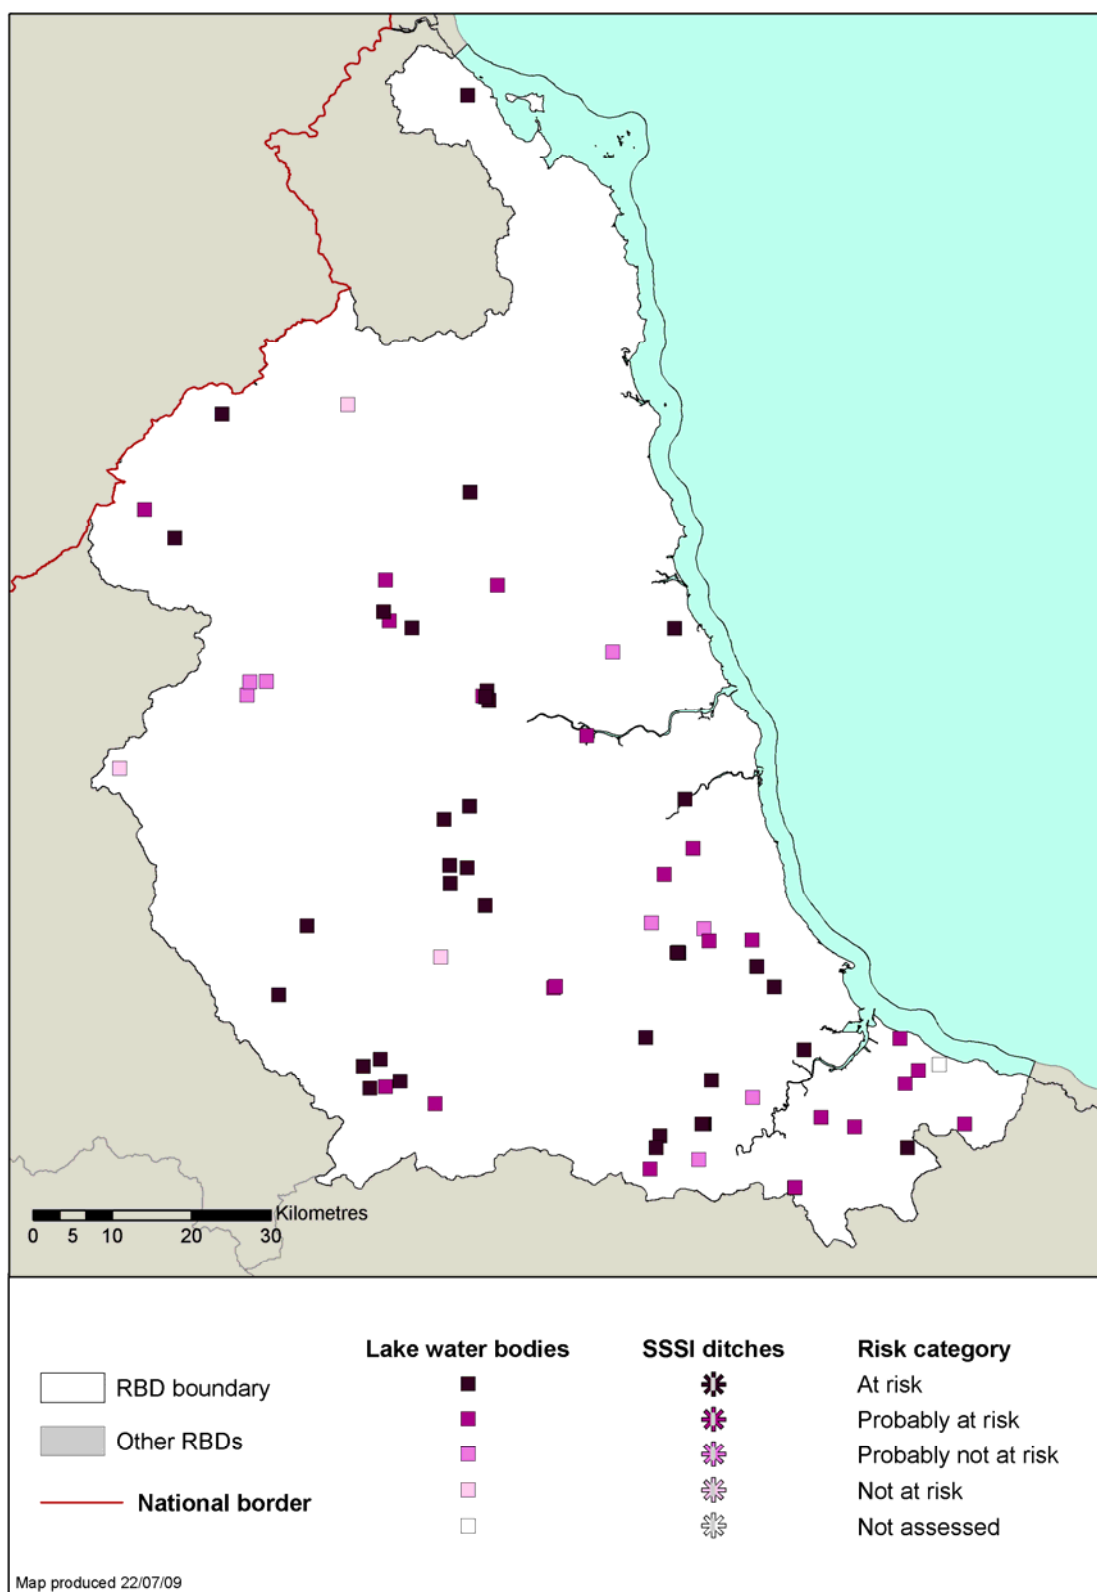 Kilometres
0 5 10 20 30
Lake water bodies SSSI ditches Risk category
RBD boundary At risk
Other RBDs Probably at risk
National border Probably not at risk
Not at risk
Not assessed
Map produced 22/07/09